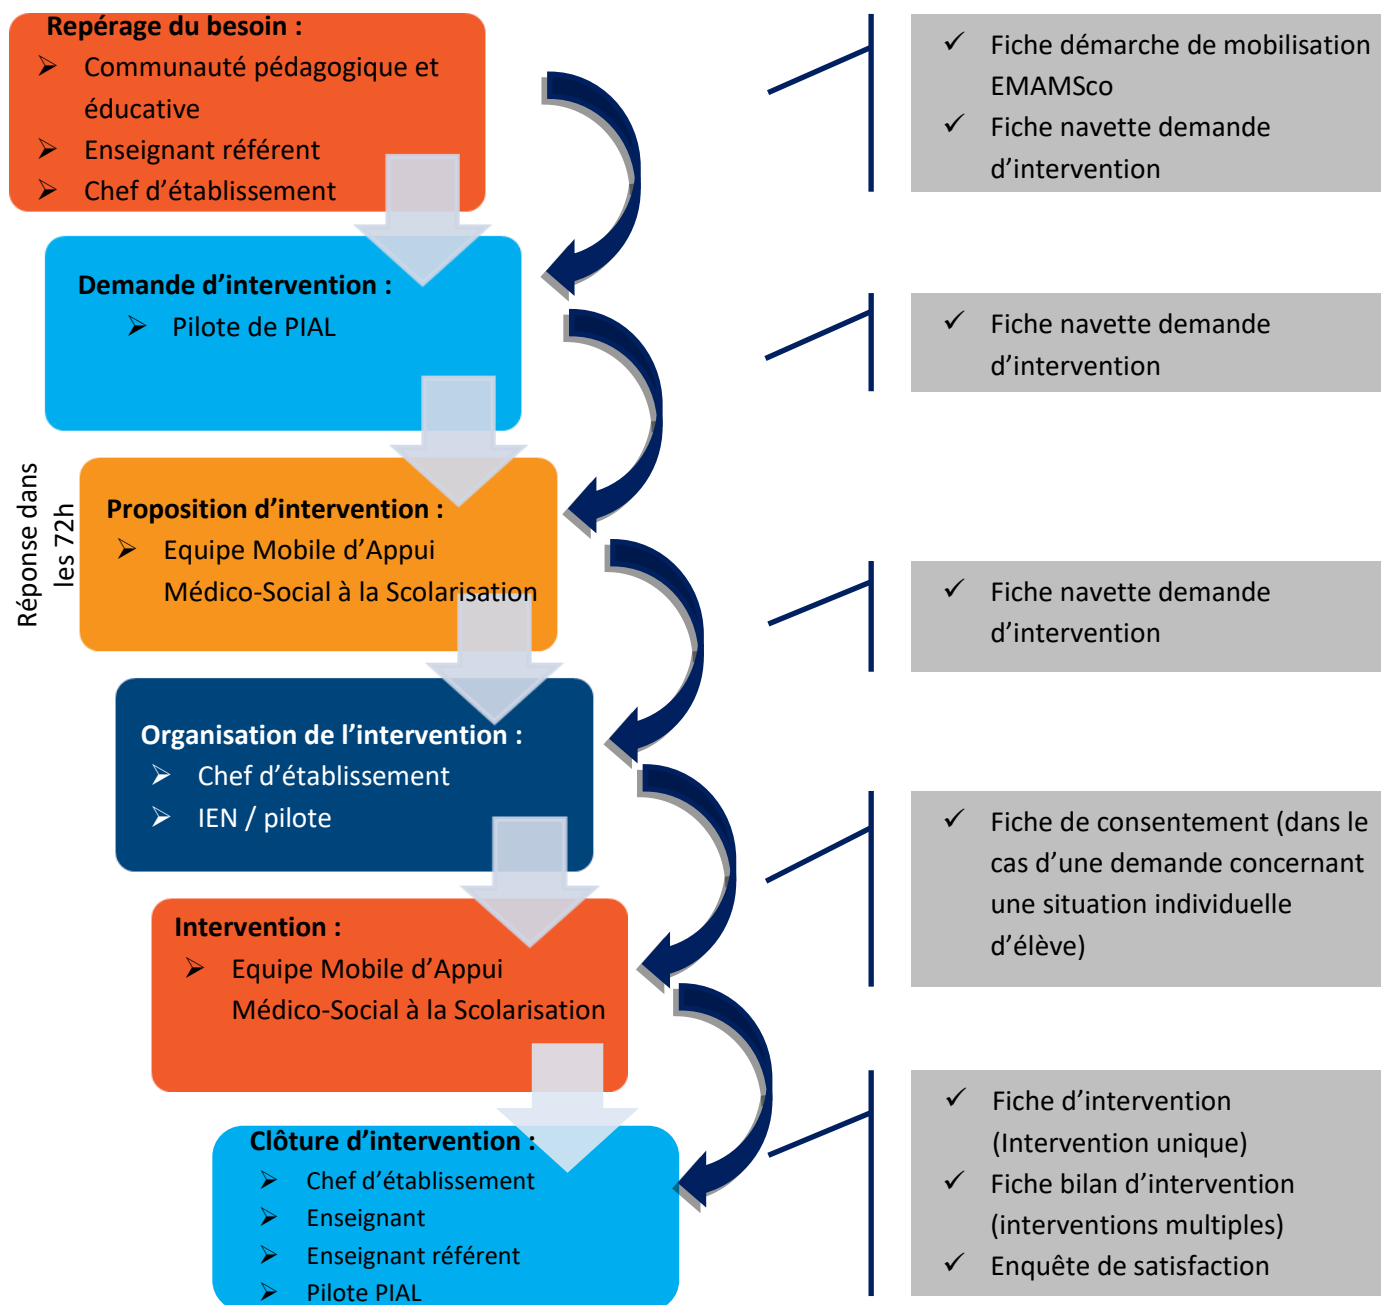 Repérage du besoin :
➢ Communauté pédagogique et
éducative
➢ Enseignant référent
➢ Chef d’établissement
✓ Fiche démarche de mobilisation
EMAMSco
✓ Fiche navette demande
d’intervention
Demande d’intervention :
➢ Pilote de PIAL
✓ Fiche navette demande
d’intervention
Réponse dans
les 72h
Proposition d’intervention :
➢ Equipe Mobile d’Appui
Médico-Social à la Scolarisation
✓ Fiche navette demande
d’intervention
Organisation de l’intervention :
➢ Chef d’établissement
➢ IEN / pilote
✓ Fiche de consentement (dans le
cas d’une demande concernant
une situation individuelle
d’élève)
Intervention :
➢ Equipe Mobile d’Appui
Médico-Social à la Scolarisation
Clôture d’intervention :
➢ Chef d’établissement
➢ Enseignant
➢ Enseignant référent
➢ Pilote PIAL
✓ Fiche d’intervention
(Intervention unique)
✓ Fiche bilan d’intervention
(interventions multiples)
✓ Enquête de satisfaction